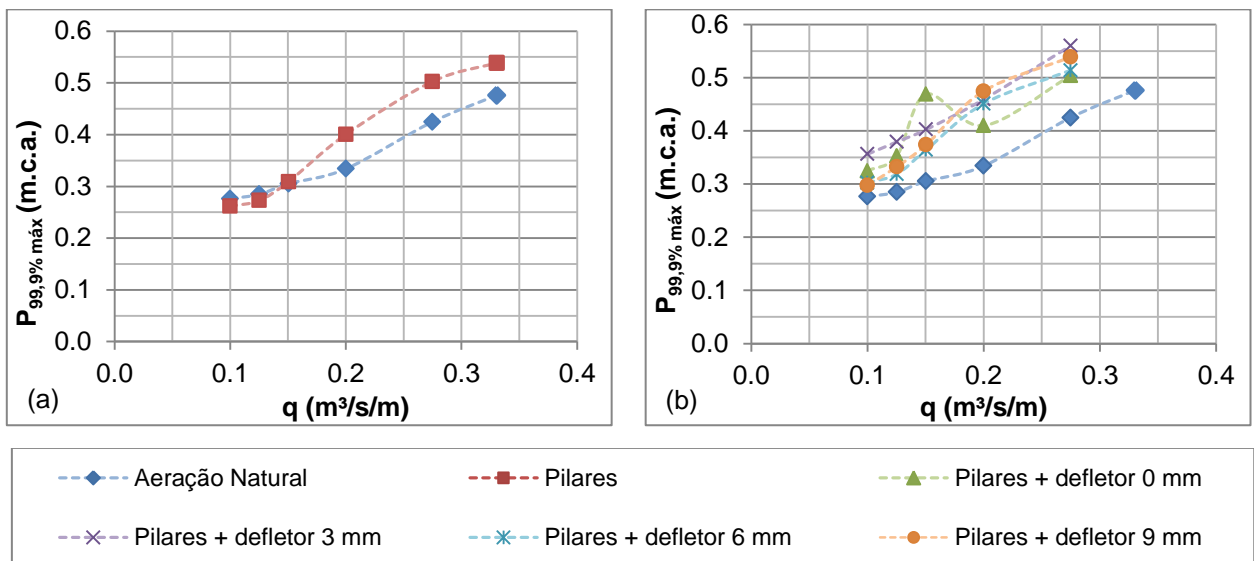 0.6
0.5
0.4
0.3
0.2
0.1
0.0
P99,9% máx (m.c.a.)
0.0 0.1 0.2 0.3 0.4
q (m³/s/m)
(a)
0.6
0.5
0.4
0.3
0.2
0.1
0.0
P99,9% máx (m.c.a.)
0.0 0.1 0.2 0.3 0.4
q (m³/s/m)
(b)
Aeração Natural Pilares Pilares + defletor 0 mm
Pilares + defletor 3 mm Pilares + defletor 6 mm Pilares + defletor 9 mm